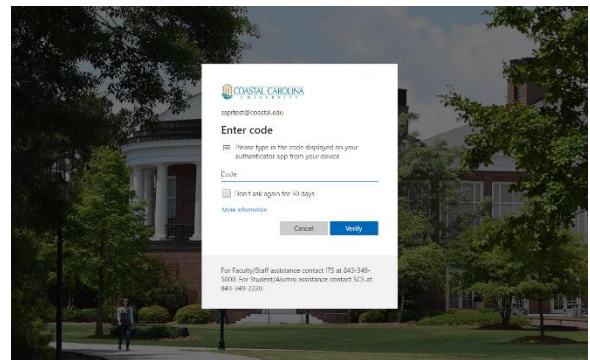 COASTAL CAROLINA
UNIVERSITY
ssprtest@coastal.edu
Enter code
Please type in the code displayed on your
authenticator app from your device
Code
Don't ask again for 30 days
More information
Cancel
Verify
For Faculty/Staff assistance contact ITS at 843-349-
5000. For Student/Alumni assistance contact SCS at
843-349-2220.